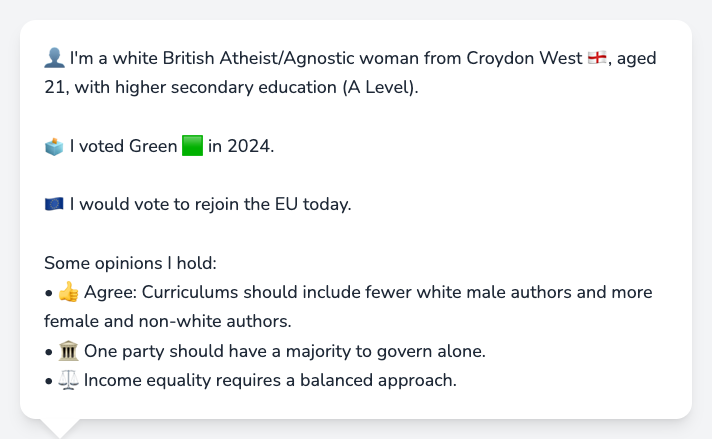 👤 I'm a white British Atheist/Agnostic woman from Croydon West 🏴󠁧󠁢󠁥󠁮󠁧󠁿, aged
21, with higher secondary education (A Level).
🗳️ I voted Green 🟩 in 2024.
🇪🇺 I would vote to rejoin the EU today.
Some opinions I hold:
• 👍 Agree: Curriculums should include fewer white male authors and more
female and non-white authors.
• 🏛️ One party should have a majority to govern alone.
• ⚖️ Income equality requires a balanced approach.